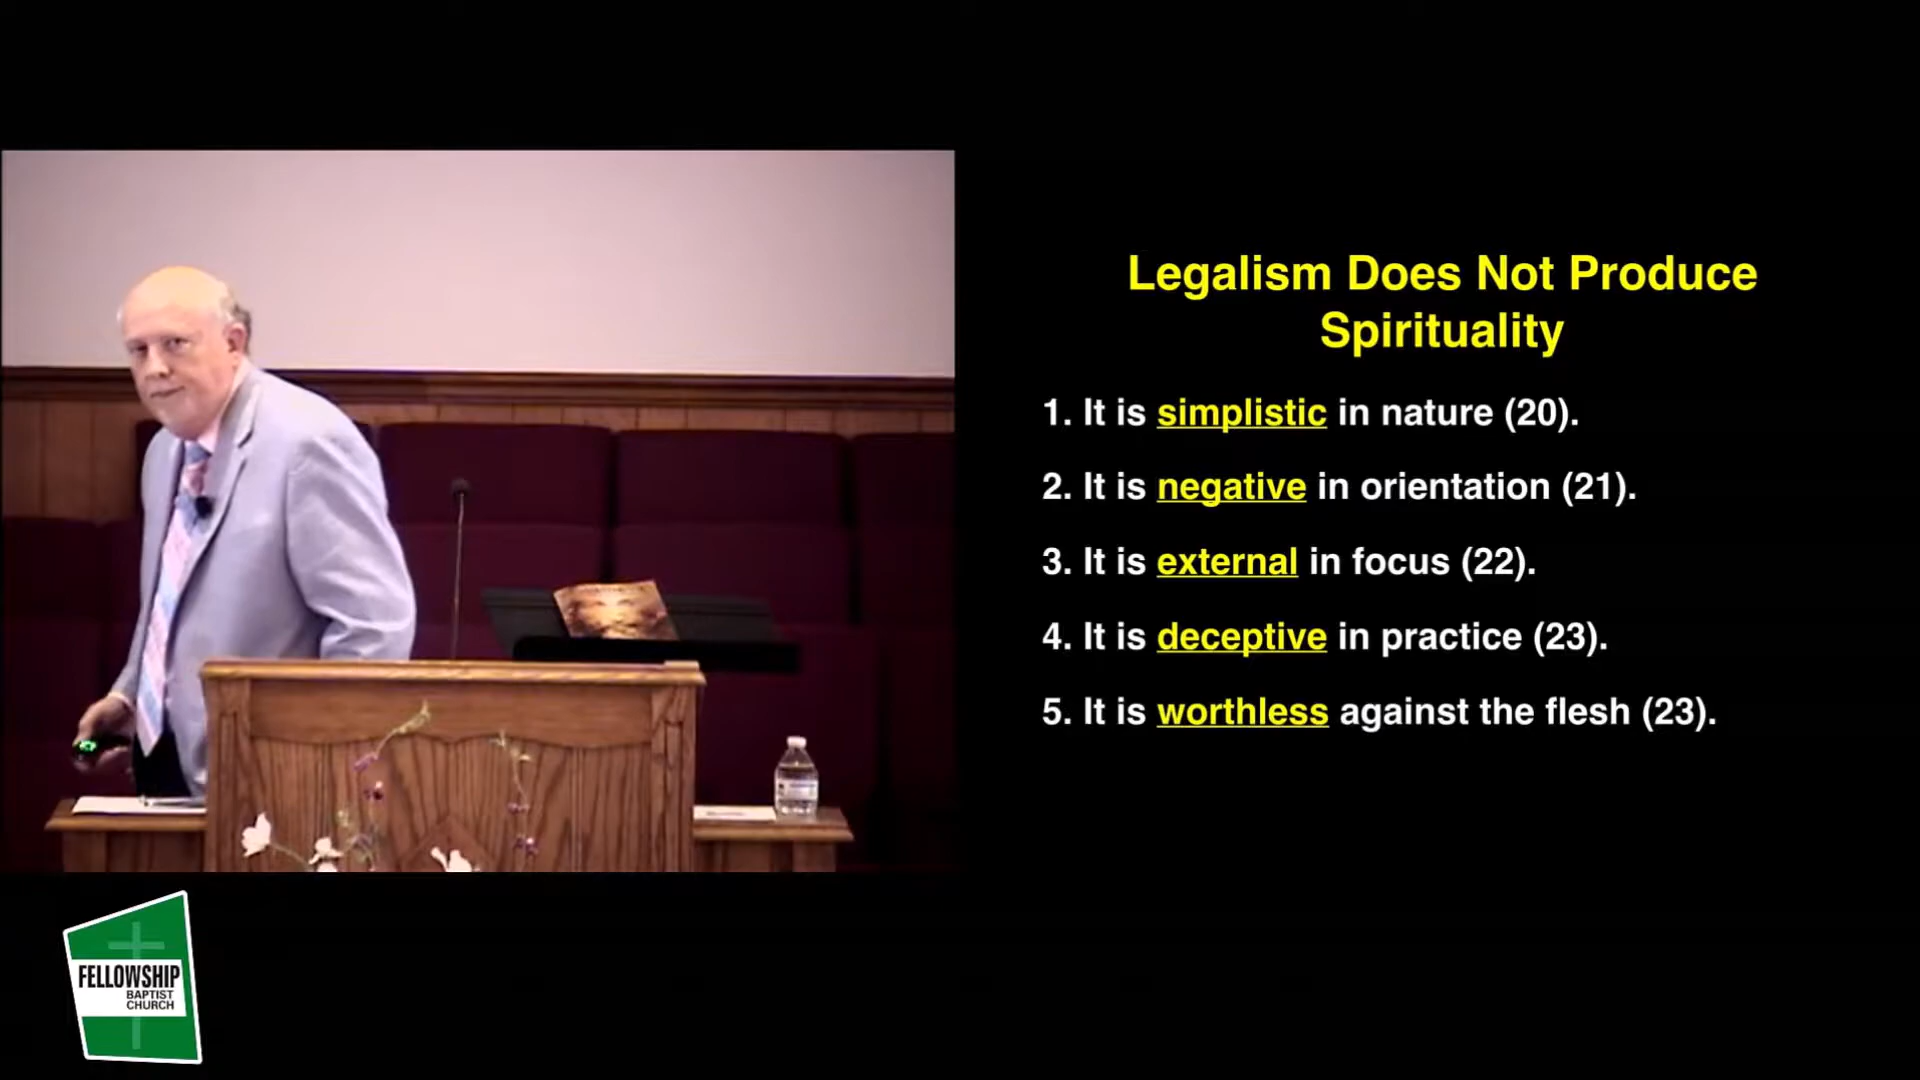 Legalism Does Not Produce
Spirituality
1. It is simplistic in nature (20).
2. It is negative in orientation (21).
3. It is external in focus (22).
4. It is deceptive in practice (23).
5. It is worthless against the flesh (23).
FELLOWSHIP
BAPTIST
CHURCH